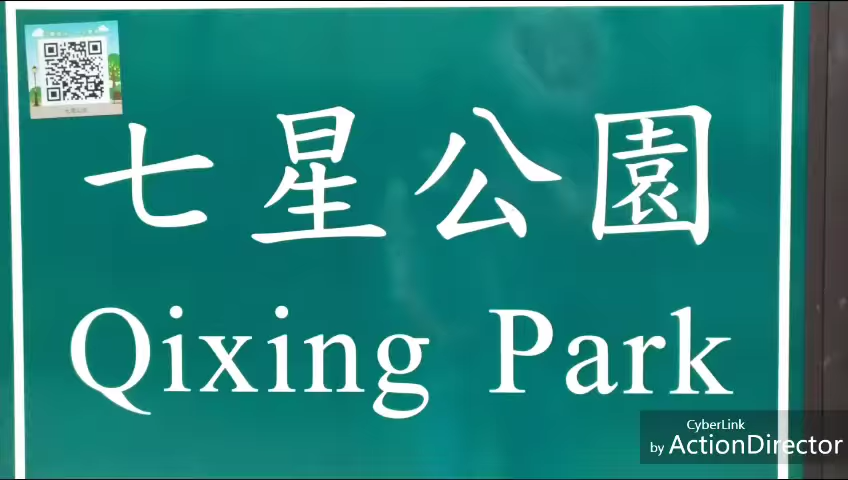 七星公園
Qixing Park
CyberLink
by ActionDirector